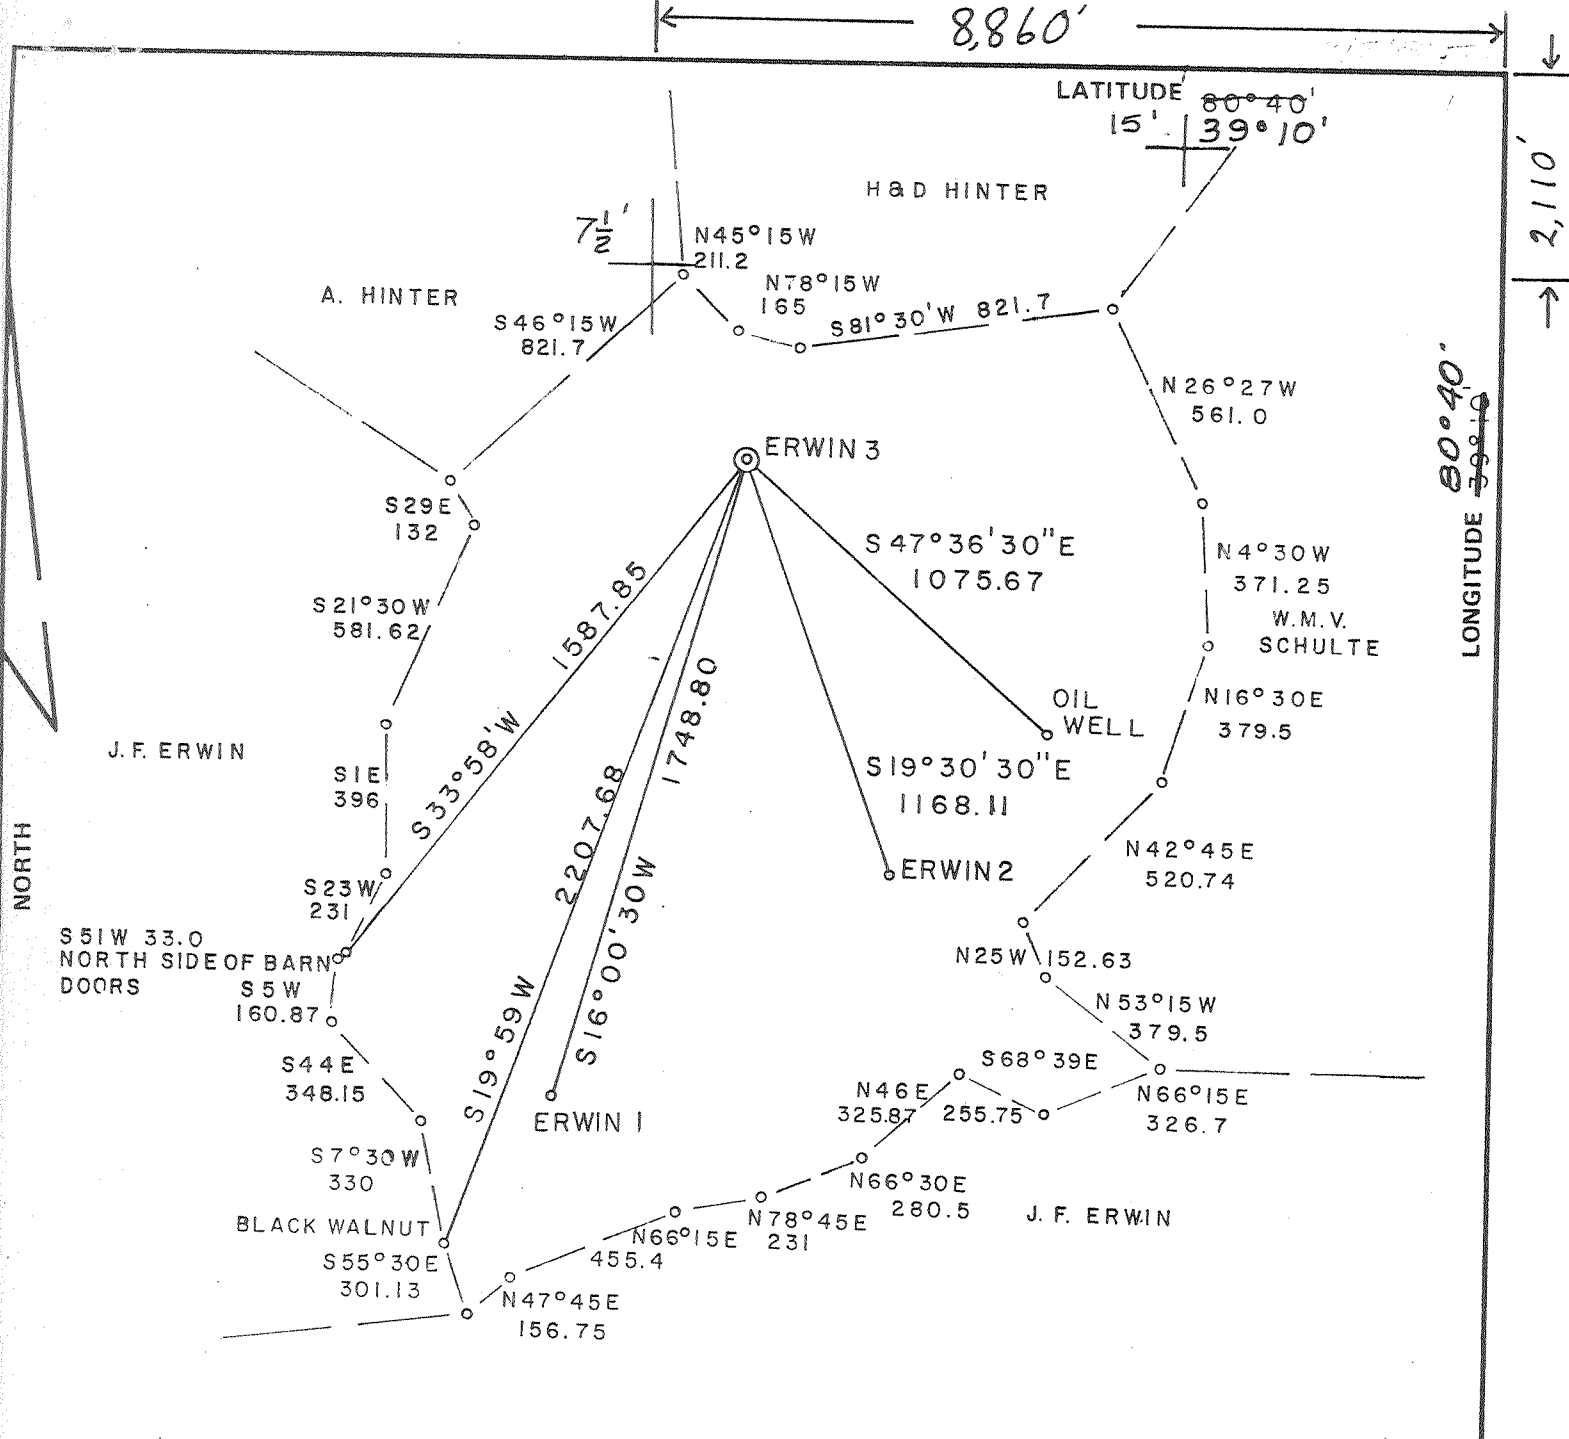 8,860'
LATITUDE 80°40'
15' 39°10'
2,110'
H&D HINTER
7½'
N45°15W
211.2
N78°15W
165
A. HINTER
S46°15W
821.7
S81°30'W 821.7
N26°27W
561.0
80°40'
LONGITUDE 39°10
ERWIN 3
S29E
132
S47°36'30"E
1075.67
N4°30W
371.25
W.M.V.
SCHULTE
S21°30W
581.62
1587.85
S33°58'W
1748.80
S16°00'30W
2207.68
S19°59W
OIL
WELL
N16°30E
379.5
J.F. ERWIN
S1E
396
S19°30'30"E
1168.11
ERWIN 2
NORTH
N42°45E
520.74
S23W
231
S51W 33.0
NORTH SIDE OF BARN
DOORS
S5W
160.87
N25W 152.63
N53°15W
379.5
S44E
348.15
S68°39E
255.75
N46E
325.87
N66°15E
326.7
ERWIN 1
S7°30W
330
N66°30E
280.5
BLACK WALNUT
N78°45E
231
J. F. ERWIN
N66°15E
455.4
S55°30E
301.13
N47°45E
156.75